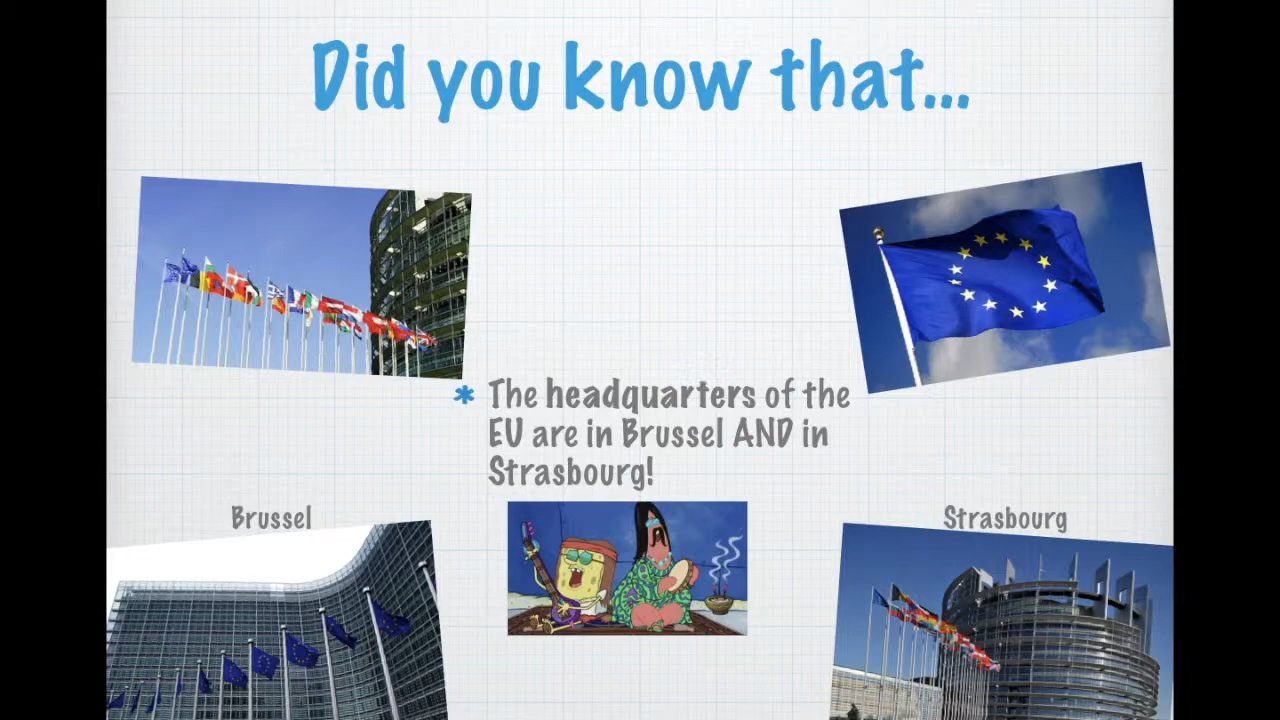 Did you know that...
* The headquarters of the
EU are in Brussel AND in
Strasbourg!
Brussel
Strasbourg